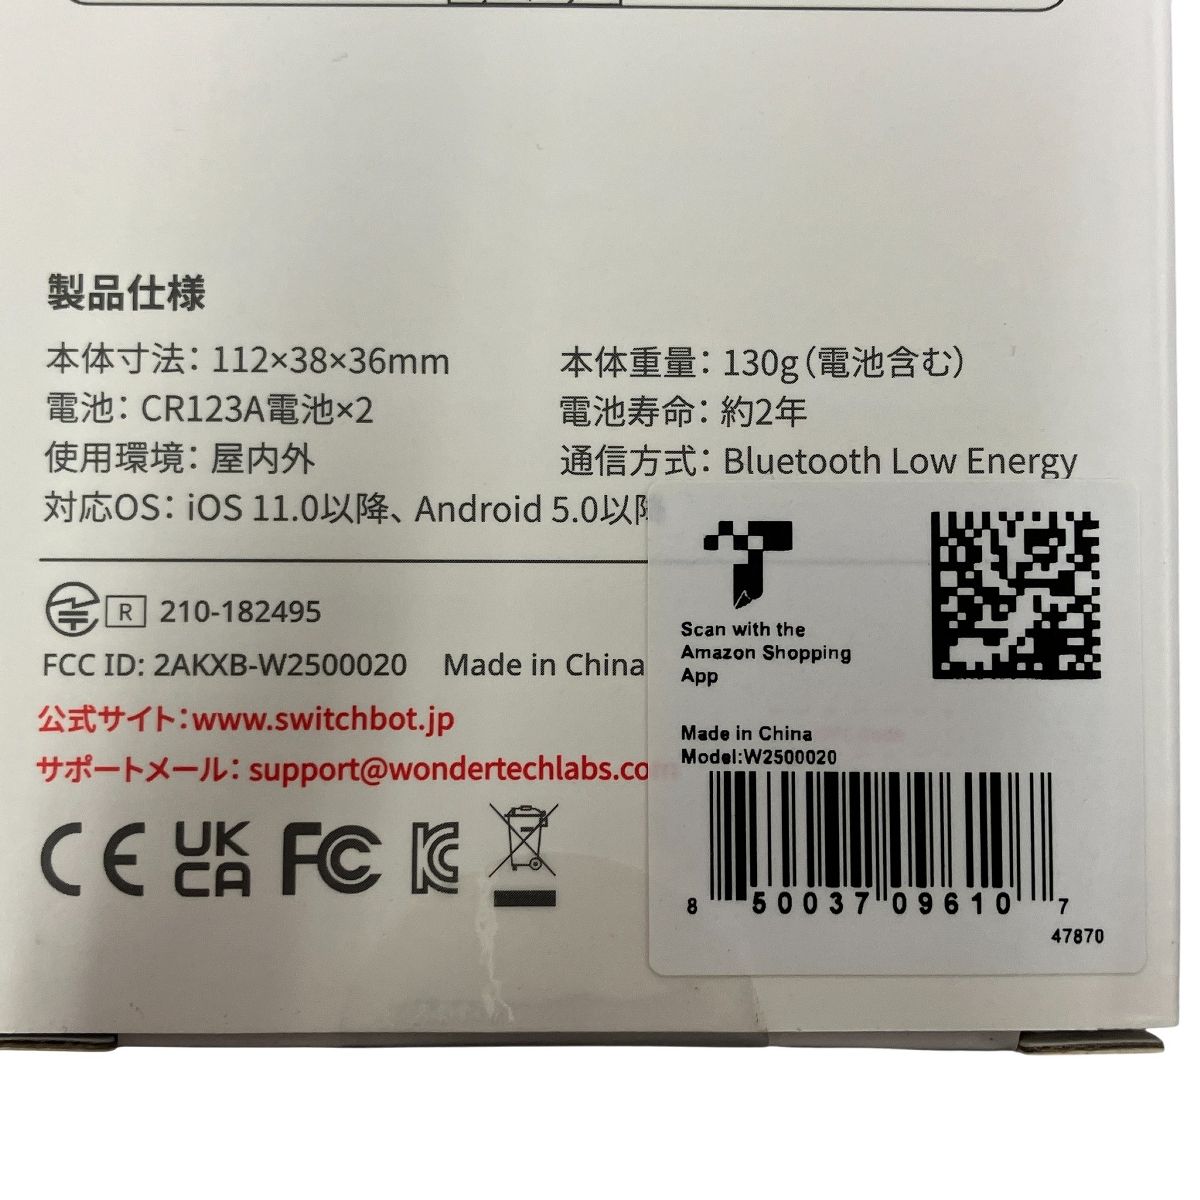 製品仕様
本体寸法：112×38×36mm
本体重量：130g（電池含む）
電池：CR123A電池×2
電池寿命：約2年
使用環境：屋内外
通信方式：Bluetooth Low Energy
対応OS：iOS 11.0以降、Android 5.0以降
R 210-182495
FCC ID: 2AKXB-W2500020 Made in China
公式サイト：www.switchbot.jp
サポートメール：support@wondertechlabs.com
CE UK CA FC KC
Scan with the
Amazon Shopping
App
Made in China
Model:W2500020
8 50037 09610 7
47870